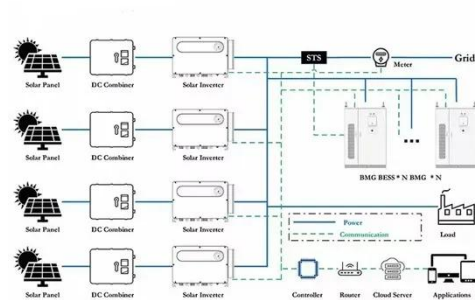 STS
Meter
Grid
Solar Panel DC Combiner Solar Inverter
Solar Panel DC Combiner Solar Inverter
BMG BESS * N BMG * N
Solar Panel DC Combiner Solar Inverter
Power
Communication
Load
Solar Panel DC Combiner Solar Inverter
Controller Router Cloud Server Applications